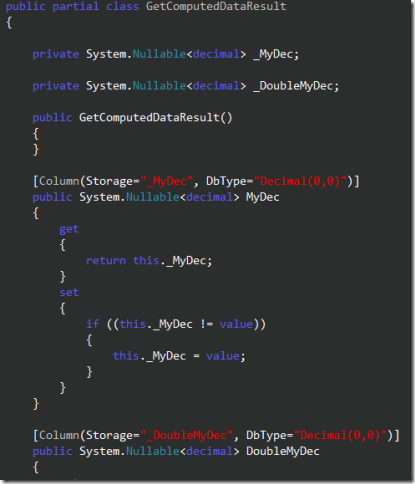 public partial class GetComputedDataResult
{
private System.Nullable<decimal> _MyDec;
private System.Nullable<decimal> _DoubleMyDec;
public GetComputedDataResult()
{
}
[Column(Storage="_MyDec", DbType="Decimal(0,0)")]
public System.Nullable<decimal> MyDec
{
get
{
return this._MyDec;
}
set
{
if ((this._MyDec != value))
{
this._MyDec = value;
}
}
}
[Column(Storage="_DoubleMyDec", DbType="Decimal(0,0)")]
public System.Nullable<decimal> DoubleMyDec
{